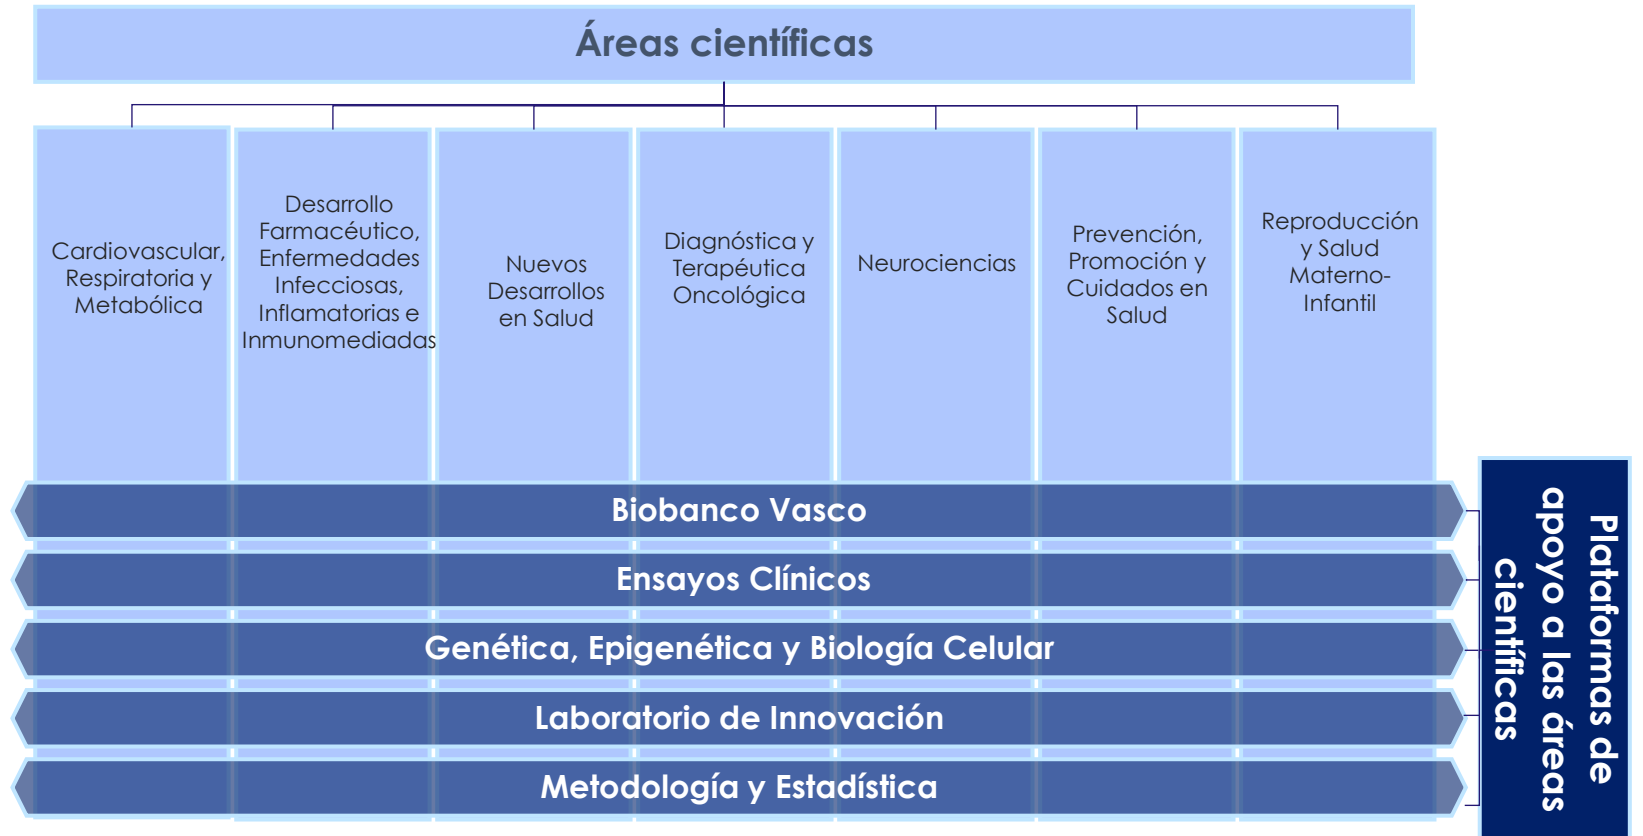 Áreas científicas
Cardiovascular,
Respiratoria y
Metabólica
Desarrollo
Farmacéutico,
Enfermedades
Infecciosas,
Inflamatorias e
Inmunomediadas
Nuevos
Desarrollos
en Salud
Diagnóstica y
Terapéutica
Oncológica
Neurociencias
Prevención,
Promoción y
Cuidados en
Salud
Reproducción
y Salud
Materno-
Infantil
Biobanco Vasco
Ensayos Clínicos
Genética, Epigenética y Biología Celular
Laboratorio de Innovación
Metodología y Estadística
Plataformas de
apoyo a las áreas
científicas